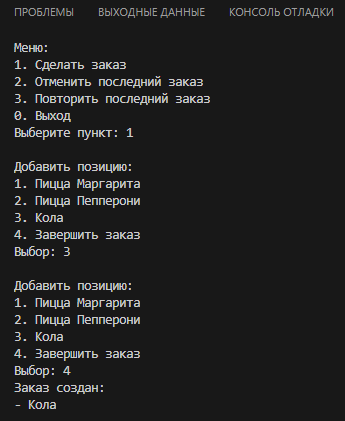 ПРОБЛЕМЫ ВЫХОДНЫЕ ДАННЫЕ КОНСОЛЬ ОТЛАДКИ
Меню:
1. Сделать заказ
2. Отменить последний заказ
3. Повторить последний заказ
0. Выход
Выберите пункт: 1
Добавить позицию:
1. Пицца Маргарита
2. Пицца Пепперони
3. Кола
4. Завершить заказ
Выбор: 3
Добавить позицию:
1. Пицца Маргарита
2. Пицца Пепперони
3. Кола
4. Завершить заказ
Выбор: 4
Заказ создан:
- Кола